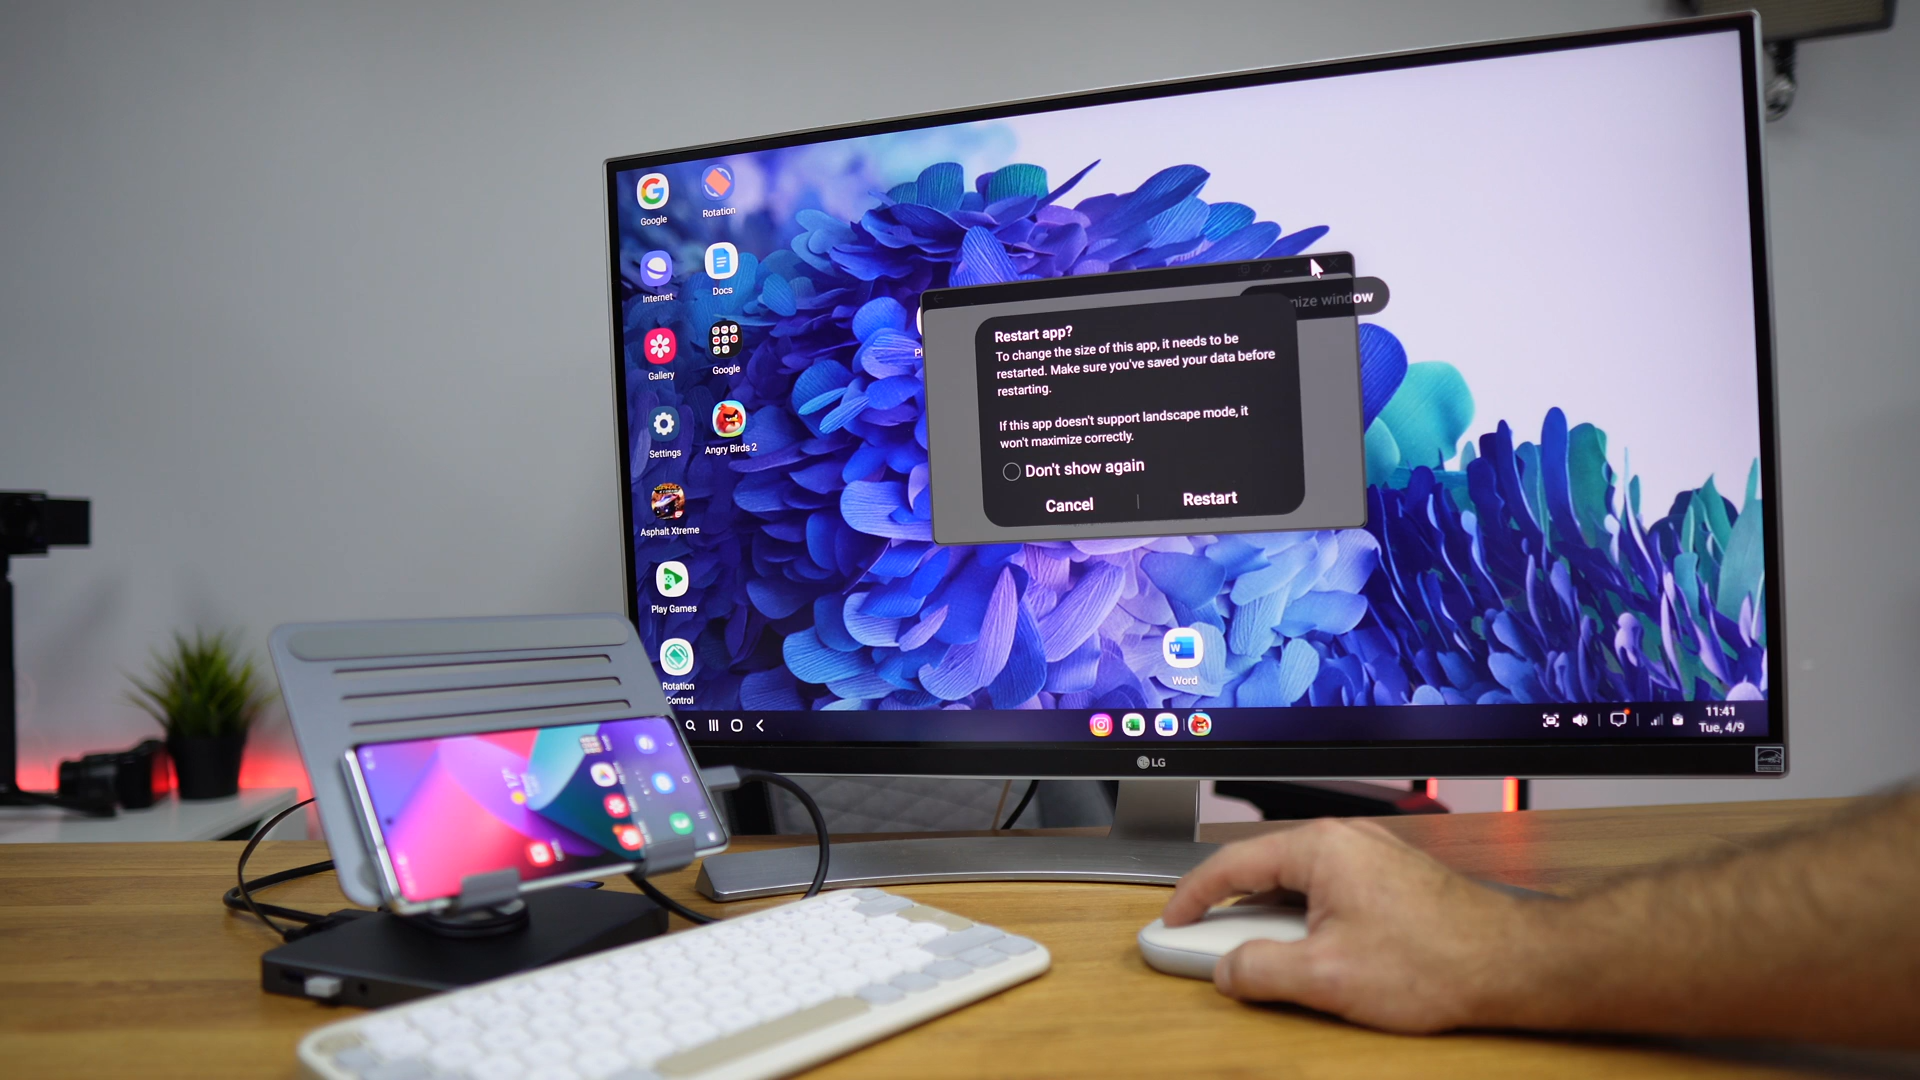 Google
Rotation
Internet
Docs
Gallery
Google
Settings
Angry Birds 2
Asphalt Xtreme
Play Games
Rotation
Control
Pl
nize window
Restart app?
To change the size of this app, it needs to be
restarted. Make sure you've saved your data before
restarting.
If this app doesn't support landscape mode, it
won't maximize correctly.
Don't show again
Cancel
Restart
W
Word
11:41
Tue, 4/9
LG